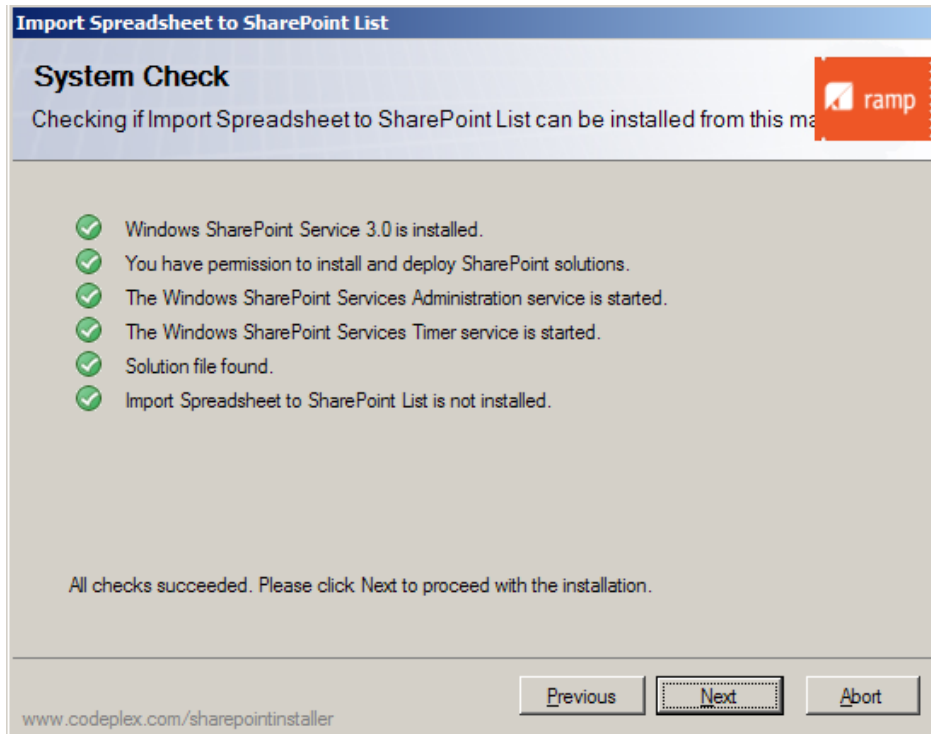 Import Spreadsheet to SharePoint List
System Check
Checking if Import Spreadsheet to SharePoint List can be installed from this
ramp
Windows SharePoint Service 3.0 is installed.
You have permission to install and deploy SharePoint solutions.
The Windows SharePoint Services Administration service is started.
The Windows SharePoint Services Timer service is started.
Solution file found.
Import Spreadsheet to SharePoint List is not installed.
All checks succeeded. Please click Next to proceed with the installation.
Previous Next Abort
www.codeplex.com/sharepointinstaller